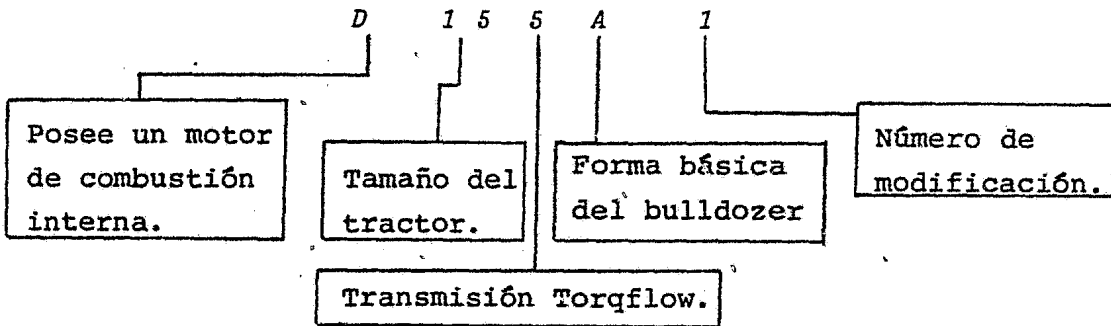 D 1 5 5 A 1
Posee un motor
de combustión
interna.
Tamaño del
tractor.
Forma básica
del bulldozer
Número de
modificación.
Transmisión Torqflow.